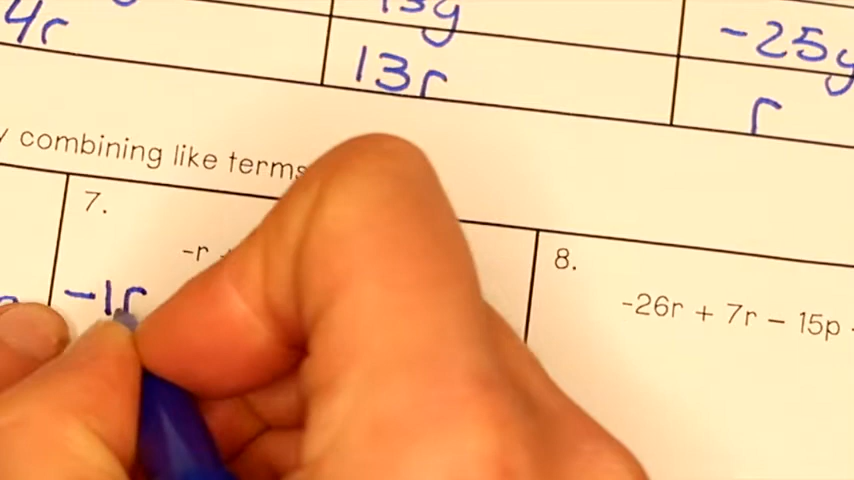 13y
-25y
4r
13r
r
combining like terms
7.
8.
-r
-1r
-26r + 7r – 15p